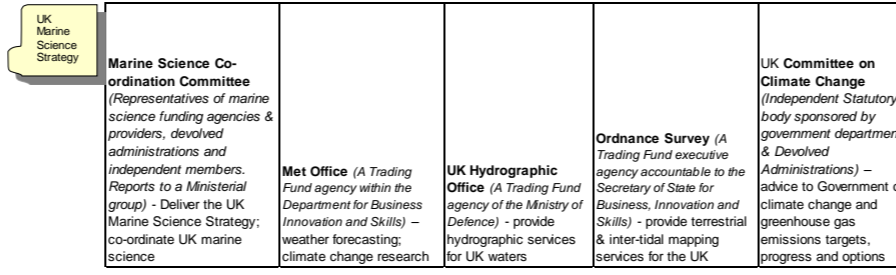 UK
Marine
Science
Strategy
Marine Science Co-
ordination Committee
(Representatives of marine
science funding agencies &
providers, devolved
administrations and
independent members.
Reports to a Ministerial
group) - Deliver the UK
Marine Science Strategy;
co-ordinate UK marine
science
Met Office (A Trading
Fund agency within the
Department for Business
Innovation and Skills) –
weather forecasting;
climate change research
UK Hydrographic
Office (A Trading Fund
agency of the Ministry of
Defence) - provide
hydrographic services
for UK waters
Ordnance Survey (A
Trading Fund executive
agency accountable to the
Secretary of State for
Business, Innovation and
Skills) - provide terrestrial
& inter-tidal mapping
services for the UK
UK Committee on
Climate Change
(Independent Statutory
body sponsored by
government departmen
& Devolved
Administrations) –
advice to Government
climate change and
greenhouse gas
emissions targets,
progress and options